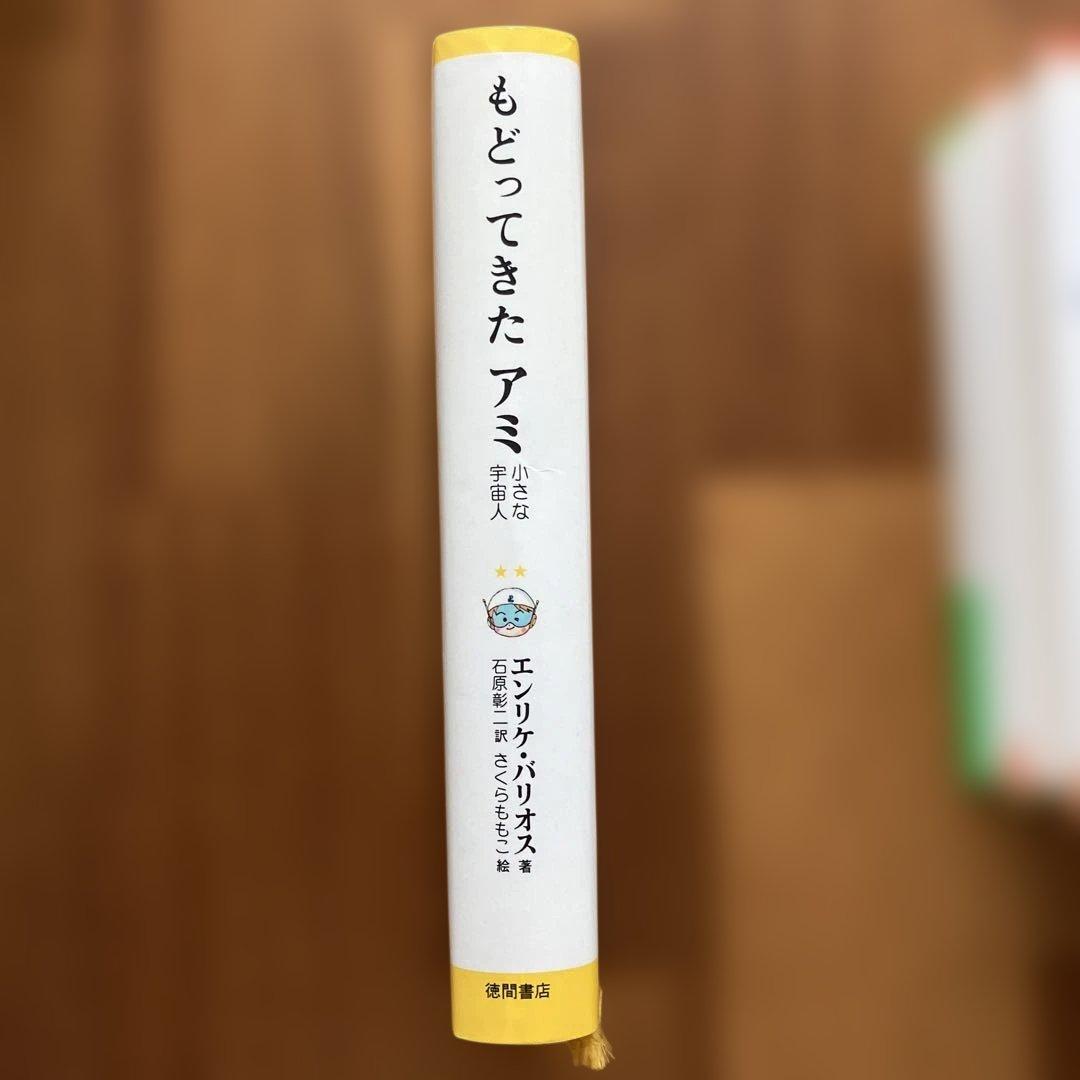 もどってきた アミ
小さな
宇宙人
エンリケ・バリオス 著
石原彰二 訳 さくらももこ 絵
徳間書店